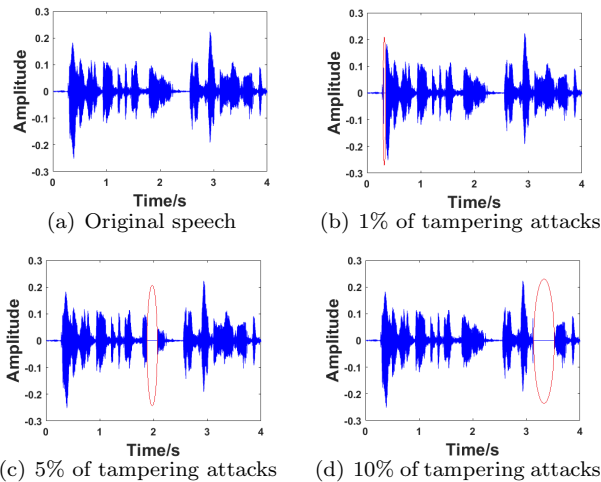 0.3
0.2
0.1
0
-0.1
-0.2
-0.3
Amplitude
0 1 2 3 4
Time/s
(a) Original speech
0.3
0.2
0.1
0
-0.1
-0.2
-0.3
Amplitude
0 1 2 3 4
Time/s
(b) 1% of tampering attacks
0.3
0.2
0.1
0
-0.1
-0.2
-0.3
Amplitude
0 1 2 3 4
Time/s
(c) 5% of tampering attacks
0.3
0.2
0.1
0
-0.1
-0.2
-0.3
Amplitude
0 1 2 3 4
Time/s
(d) 10% of tampering attacks